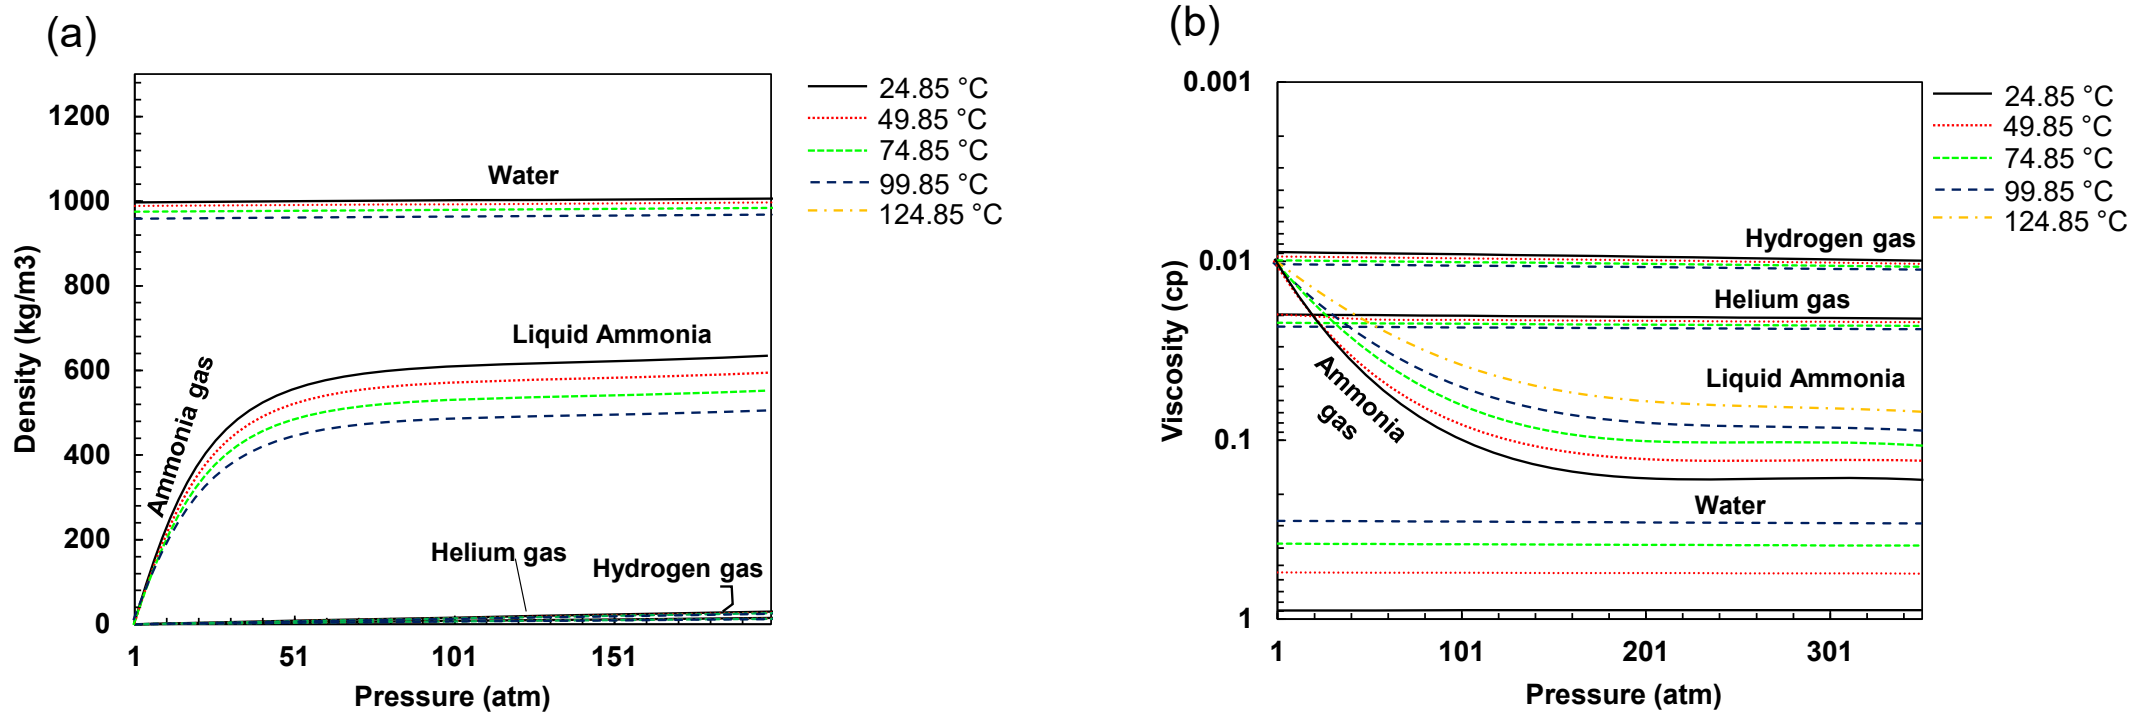 (a)
1200
1000
800
600
400
200
0
Density (kg/m3)
1
51
101
151
Pressure (atm)
Water
Liquid Ammonia
Ammonia gas
Helium gas
Hydrogen gas
24.85 °C
49.85 °C
74.85 °C
99.85 °C
124.85 °C
(b)
0.001
0.01
0.1
1
Viscosity (cp)
1
101
201
301
Pressure (atm)
Hydrogen gas
Helium gas
Ammonia
gas
Liquid Ammonia
Water
24.85 °C
49.85 °C
74.85 °C
99.85 °C
124.85 °C